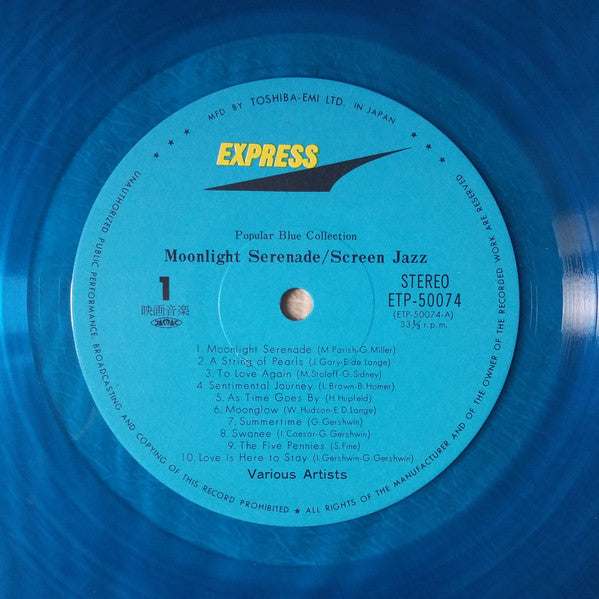 MFD. BY TOSHIBA-EMI LTD. IN JAPAN
EXPRESS
Popular Blue Collection
Moonlight Serenade/Screen Jazz
1
映画音楽
STEREO
ETP-50074
(ETP-50074-A)
33⅓ r.p.m.
1. Moonlight Serenade (M.Parish-G.Miller)
2. A String of Pearls (J.Gary-E.de Lange)
3. To Love Again (M.Stoloff-G.Sidney)
4. Sentimental Journey (L.Brown-B.Homer)
5. As Time Goes By (H.Hupfeld)
6. Moonglow (W.Hudson-E.D.Lange)
7. Summertime (G.Gershwin)
8. Swanee (I.Caesar-G.Gershwin)
9. The Five Pennies (S.Fine)
10. Love is Here to Stay (I.Gershwin-G.Gershwin)
Various Artists
UNAUTHORIZED PUBLIC PERFORMANCE, BROADCASTING AND COPYING OF THIS RECORD PROHIBITED ★ ALL RIGHTS OF THE MANUFACTURER AND OF THE OWNER OF THE RECORDED WORK ARE RESERVED